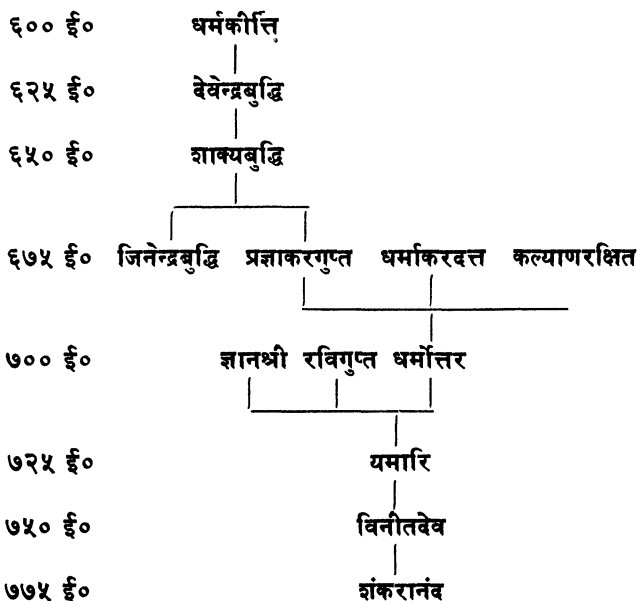 ६०० ई० धर्मकीर्त्ति
६२५ ई० देवेन्द्रबुद्धि
६५० ई० शाक्यबुद्धि
६७५ ई० जिनेन्द्रबुद्धि प्रज्ञाकरगुप्त धर्माकरदत्त कल्याणरक्षित
७०० ई० ज्ञानश्री रविगुप्त धर्मोत्तर
७२५ ई० यमारि
७५० ई० विनीतदेव
७७५ ई० शंकरानंद